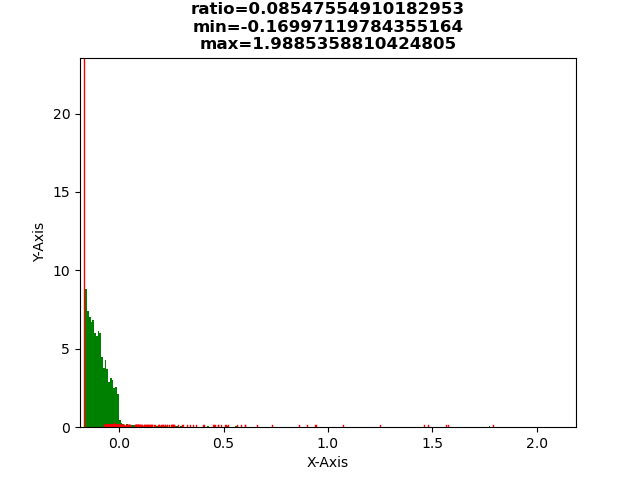 ratio=0.08547554910182953
min=-0.16997119784355164
max=1.9885358810424805
20
15
10
5
0
Y-Axis
0.0 0.5 1.0 1.5 2.0
X-Axis